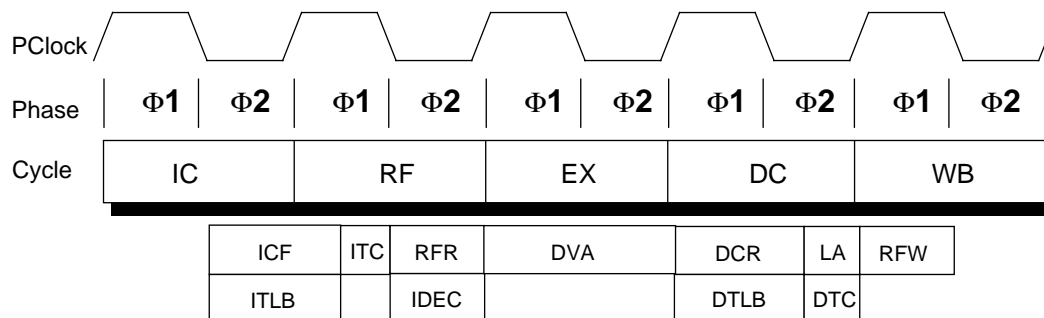 PClock
Phase Φ1 Φ2 Φ1 Φ2 Φ1 Φ2 Φ1 Φ2 Φ1 Φ2
Cycle IC RF EX DC WB
ICF ITC RFR DVA DCR LA RFW
ITLB IDEC DTLB DTC